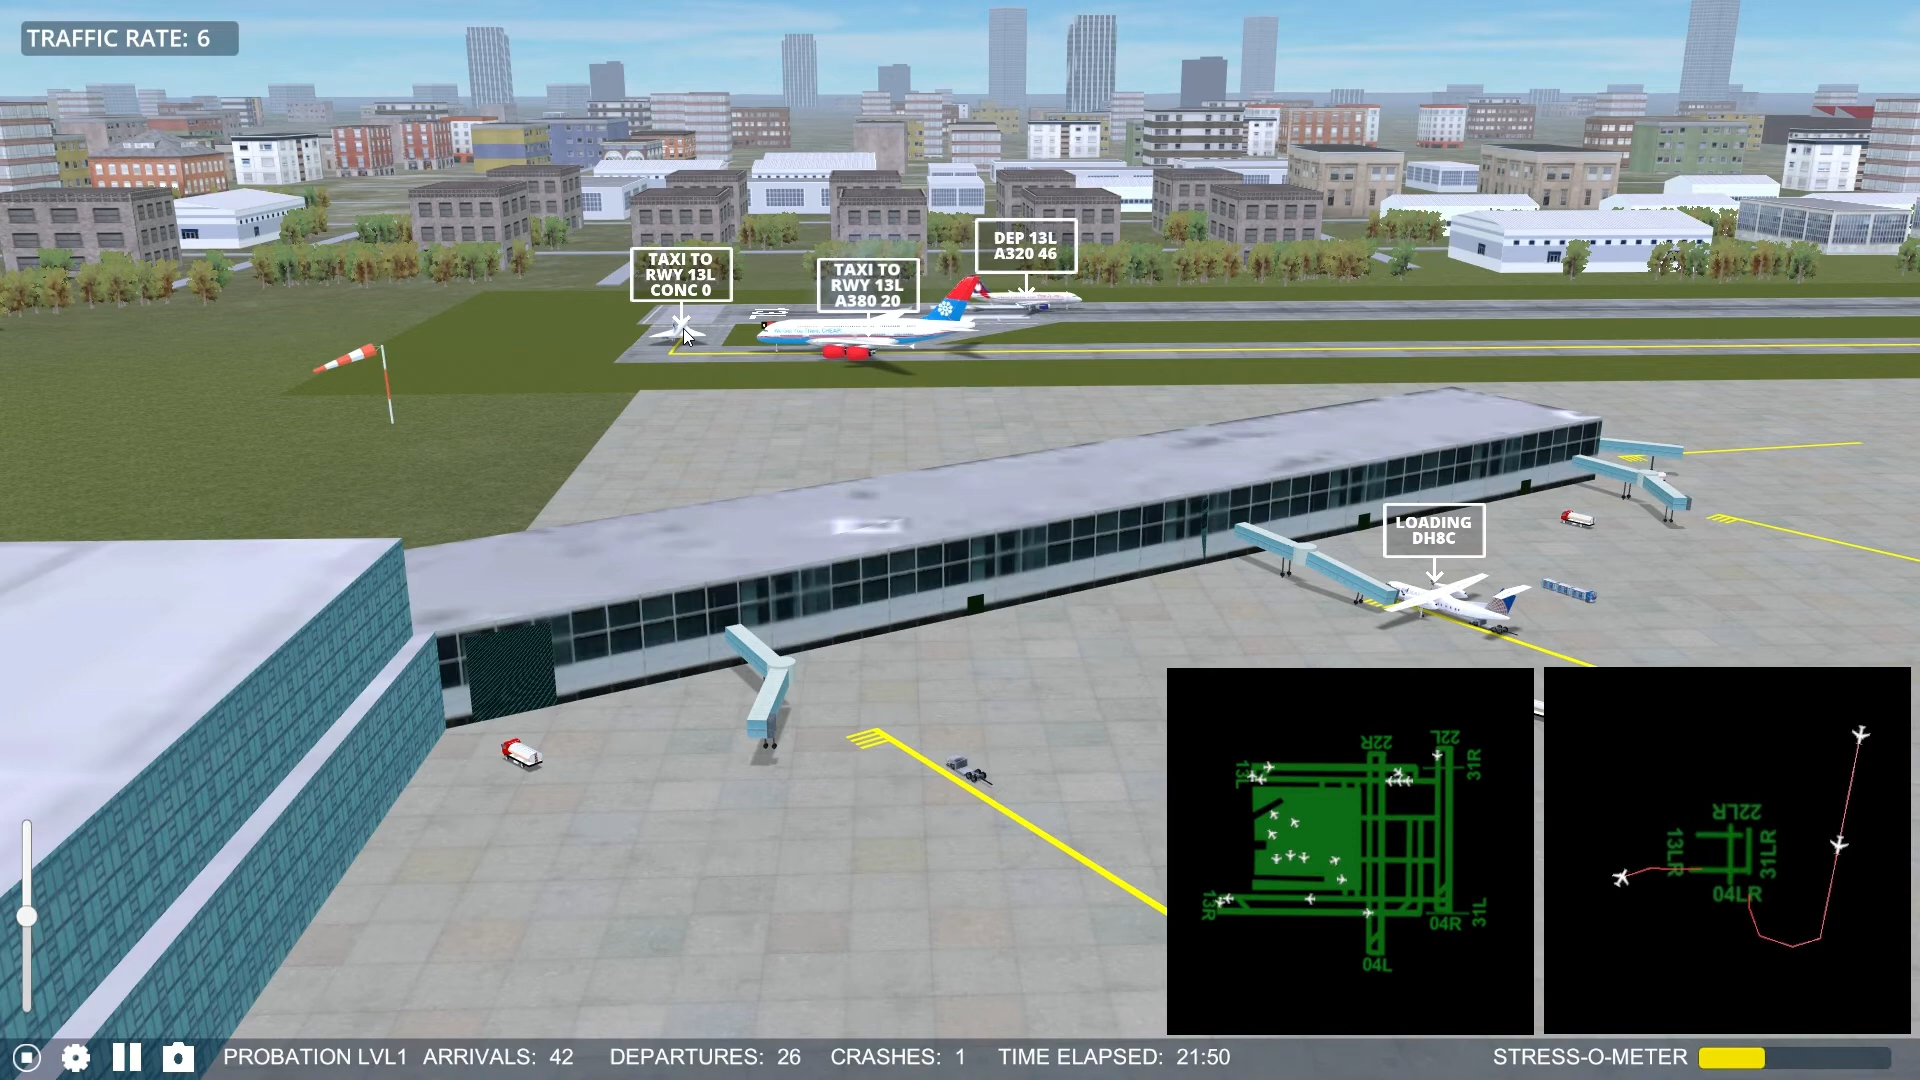 TRAFFIC RATE: 6
DEP 13L
A320 46
TAXI TO
RWY 13L
CONC 0
TAXI TO
RWY 13L
A380 20
LOADING
DH8C
22R
22L
13L
31R
13R
31L
04R
04L
22LR
13LR
31LR
04LR
PROBATION LVL1 ARRIVALS: 42 DEPARTURES: 26 CRASHES: 1 TIME ELAPSED: 21:50 STRESS-O-METER